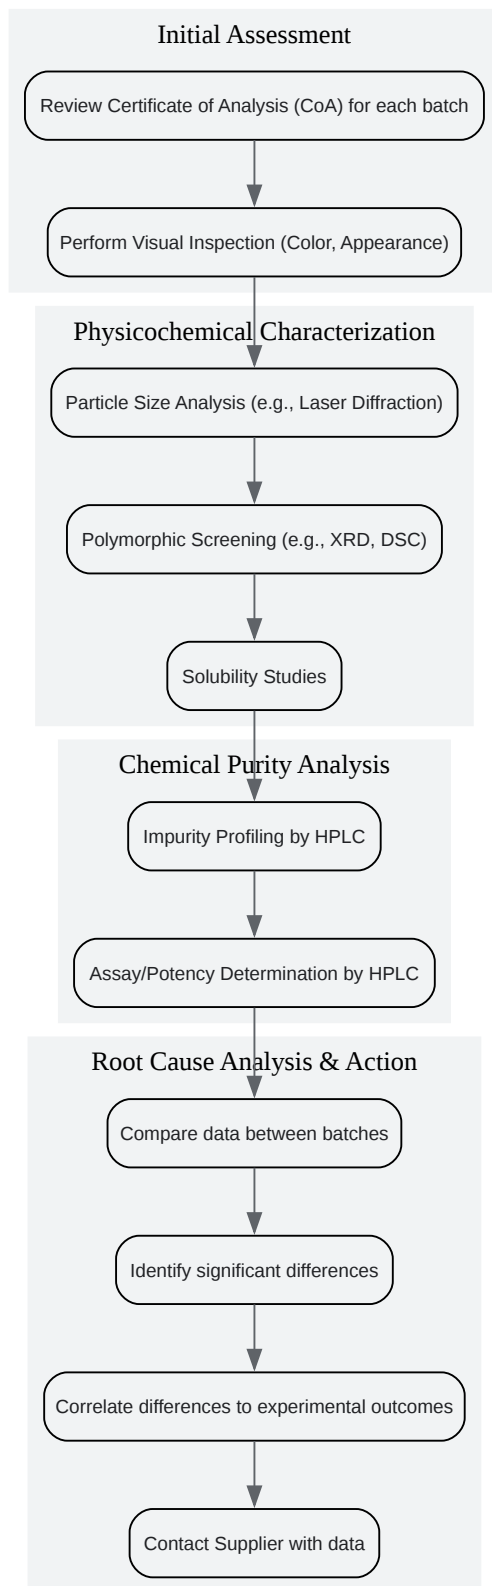 Initial Assessment
Review Certificate of Analysis (CoA) for each batch
Perform Visual Inspection (Color, Appearance)
Physicochemical Characterization
Particle Size Analysis (e.g., Laser Diffraction)
Polymorphic Screening (e.g., XRD, DSC)
Solubility Studies
Chemical Purity Analysis
Impurity Profiling by HPLC
Assay/Potency Determination by HPLC
Root Cause Analysis & Action
Compare data between batches
Identify significant differences
Correlate differences to experimental outcomes
Contact Supplier with data